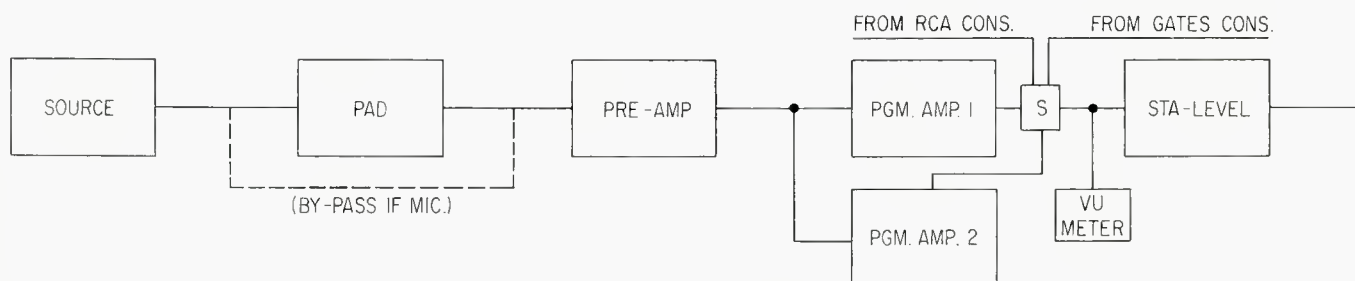 FROM RCA CONS.
FROM GATES CONS.
SOURCE
PAD
PRE-AMP
PGM. AMP. 1
S
STA-LEVEL
(BY-PASS IF MIC.)
PGM. AMP. 2
VU
METER